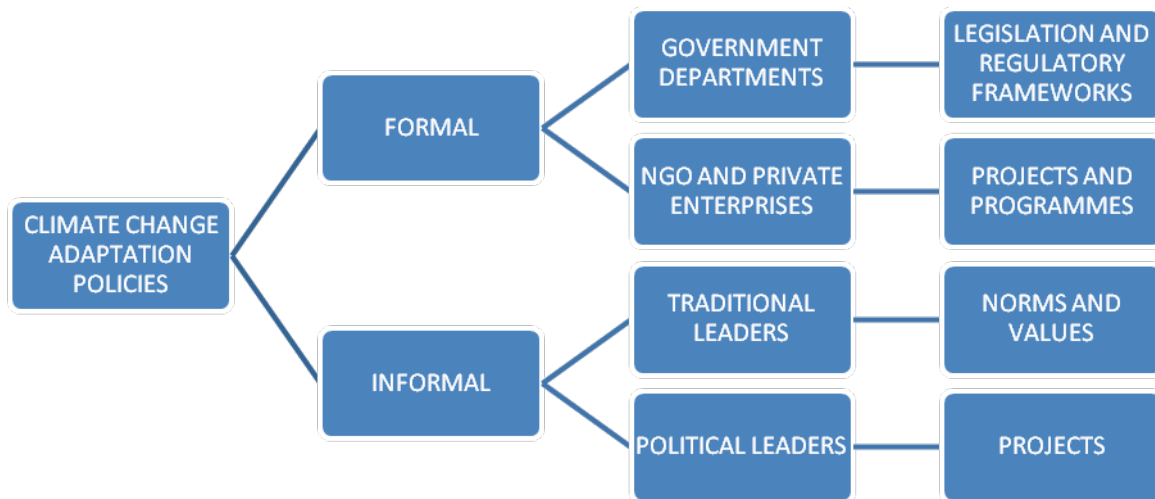 CLIMATE CHANGE
ADAPTATION
POLICIES
FORMAL
GOVERNMENT
DEPARTMENTS
LEGISLATION AND
REGULATORY
FRAMEWORKS
NGO AND PRIVATE
ENTERPRISES
PROJECTS AND
PROGRAMMES
INFORMAL
TRADITIONAL
LEADERS
NORMS AND
VALUES
POLITICAL LEADERS
PROJECTS